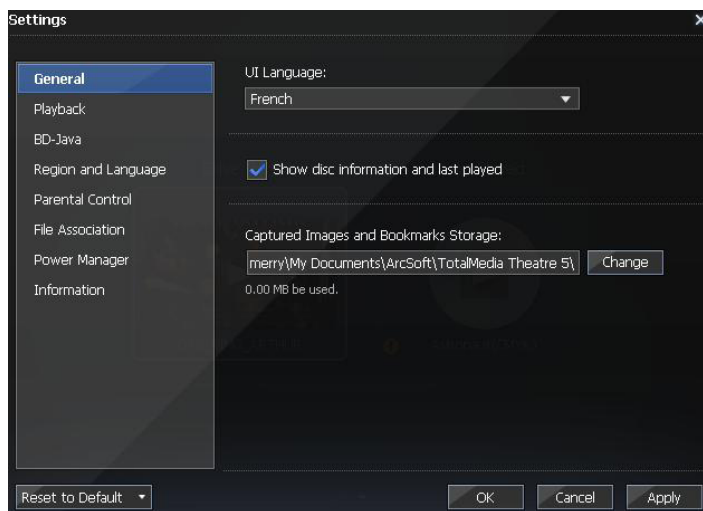 Settings
General
Playback
BD-Java
Region and Language
Parental Control
File Association
Power Manager
Information
UI Language:
French
Show disc information and last played
Captured Images and Bookmarks Storage:
merry\My Documents\ArcSoft\TotalMedia Theatre 5\
Change
0.00 MB be used.
Reset to Default
OK
Cancel
Apply